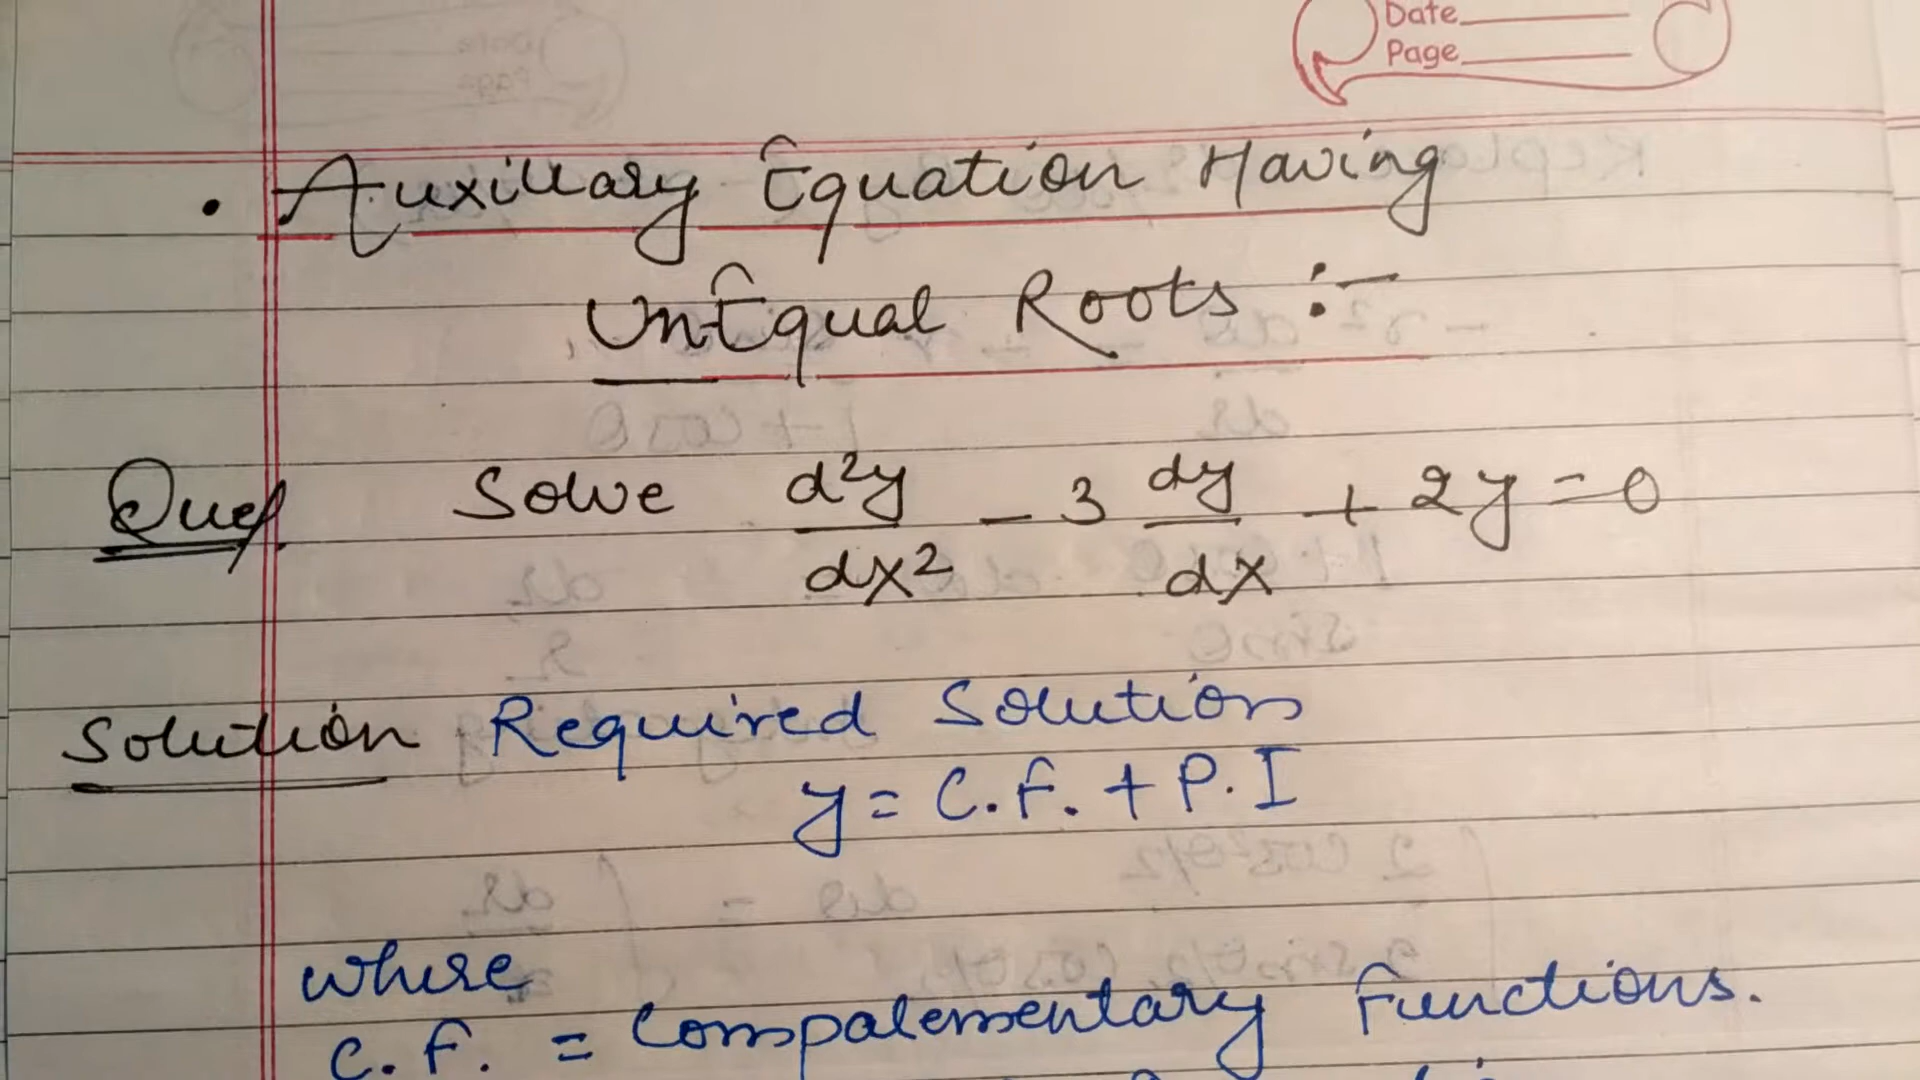 Date
Page
• Auxillary Equation Having
UnEqual Roots :-
Ques. Solve d²y/dx² - 3 dy/dx + 2y = 0
Solution Required Solution
y = C.F. + P.I
where
C.F. = Compalementary Functions.